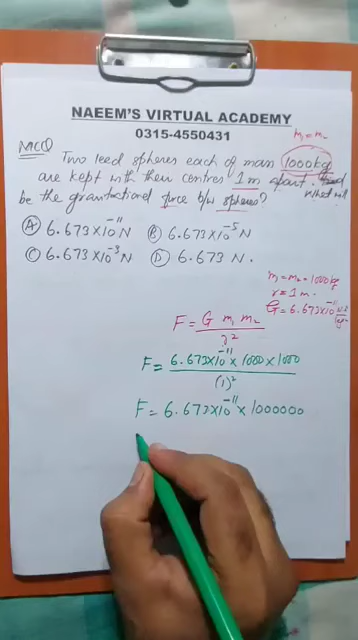 NAEEM'S VIRTUAL ACADEMY
0315-4550431
m₁ = m₂
MCQ Two lead spheres each of mass 1000kg
are kept with their centres 1m apart. What will
be the gravitational force b/w spheres?
(A) 6.673×10⁻¹¹N (B) 6.673×10⁻⁵ N
(C) 6.673×10⁻³ N (D) 6.673 N.
m₁ = m₂ = 1000kg
r = 1m.
G = 6.673×10⁻¹¹
F = G m₁ m₂ / r²
F = 6.673×10⁻¹¹ × 1000 × 1000 / (1)²
F = 6.673×10⁻¹¹ × 1000000